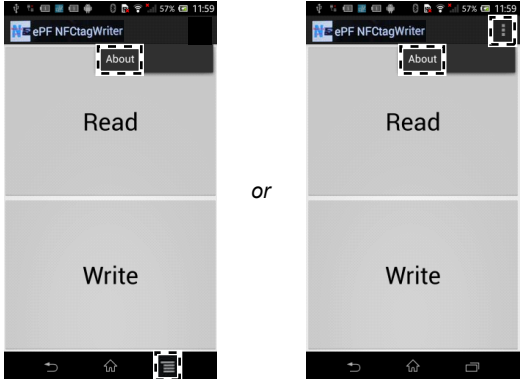 57% 11:59
ePF NFCtagWriter
About
Read
Write
or
57% 11:59
ePF NFCtagWriter
About
Read
Write